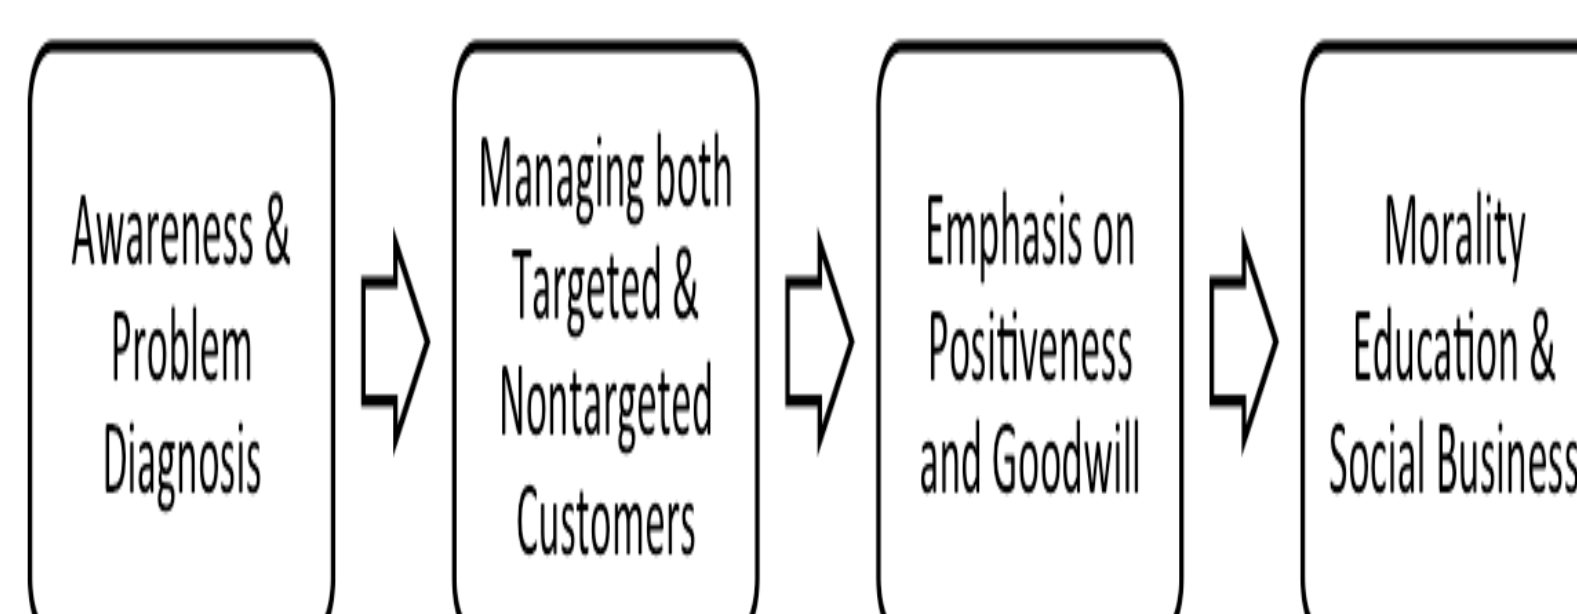 Awareness &
Problem
Diagnosis
Managing both
Targeted &
Nontargeted
Customers
Emphasis on
Positiveness
and Goodwill
Morality
Education &
Social Business